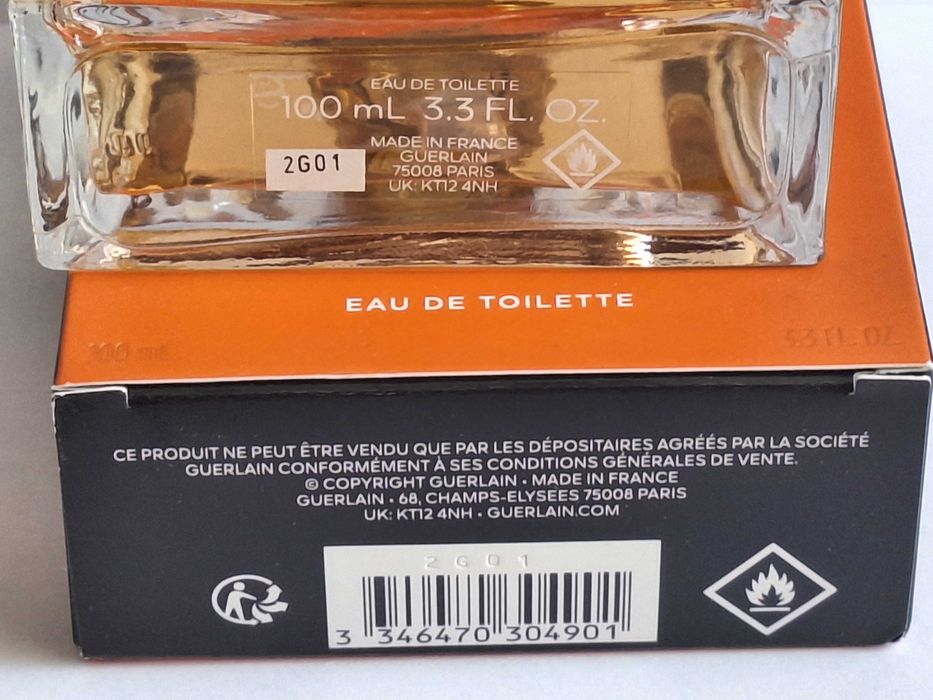 EAU DE TOILETTE
100 mL 3.3 FL. OZ.
MADE IN FRANCE
GUERLAIN
75008 PARIS
UK: KT12 4NH
2G01
EAU DE TOILETTE
100 mL
3.3 FL. OZ.
CE PRODUIT NE PEUT ÊTRE VENDU QUE PAR LES DÉPOSITAIRES AGRÉÉS PAR LA SOCIÉTÉ
GUERLAIN CONFORMÉMENT À SES CONDITIONS GÉNÉRALES DE VENTE.
© COPYRIGHT GUERLAIN • MADE IN FRANCE
GUERLAIN • 68, CHAMPS-ELYSEES 75008 PARIS
UK: KT12 4NH • GUERLAIN.COM
2G01
3 346470 304901